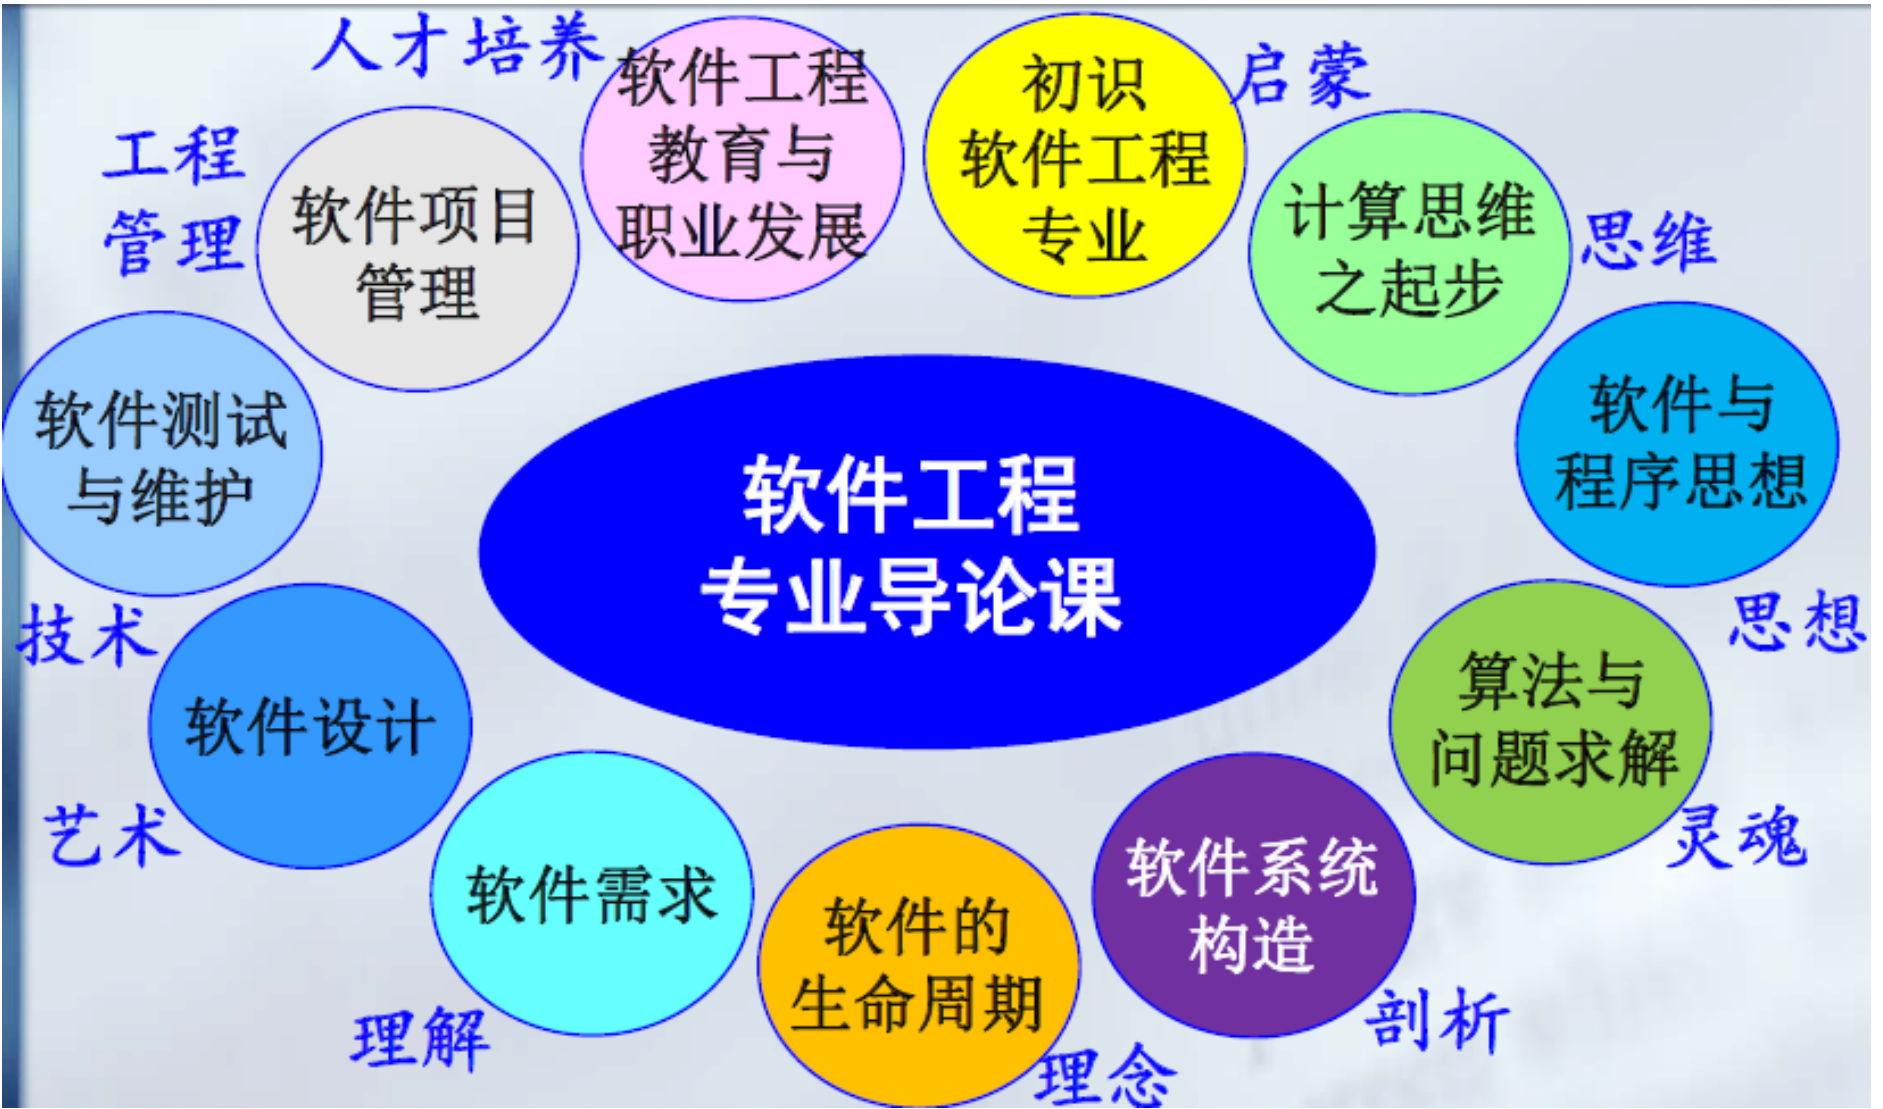 人才培养
软件工程
教育与
职业发展
初识
软件工程
专业
启蒙
工程
管理
软件项目
管理
计算思维
之起步
思维
软件测试
与维护
软件与
程序思想
软件工程
专业导论课
技术
思想
软件设计
算法与
问题求解
艺术
灵魂
软件需求
软件系统
构造
软件的
生命周期
理解
剖析
理念